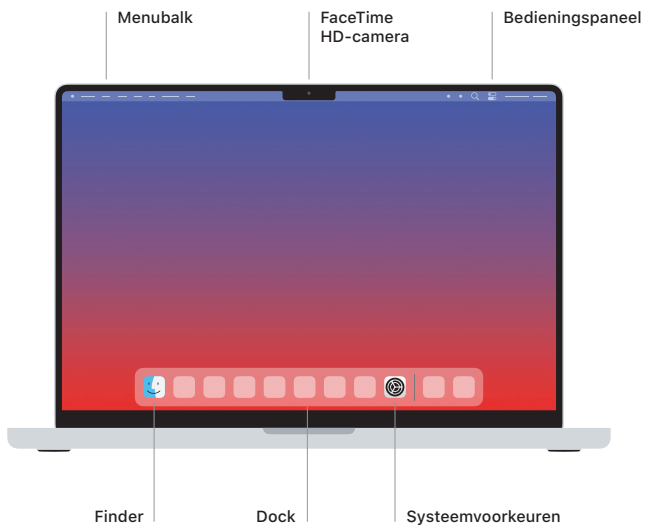 Menubalk
FaceTime
HD-camera
Bedieningspaneel
Finder
Dock
Systeemvoorkeuren